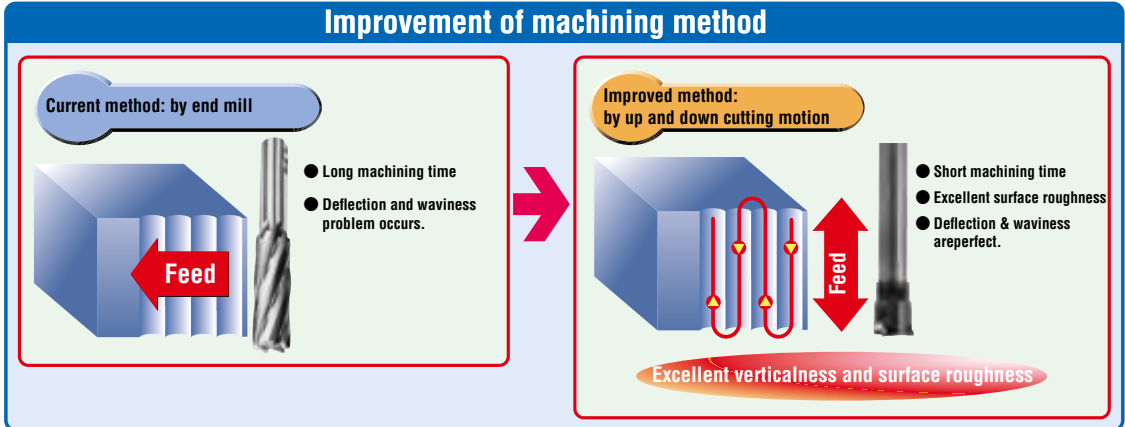 Improvement of machining method
Current method: by end mill
● Long machining time
● Deflection and waviness
problem occurs.
Feed
Improved method:
by up and down cutting motion
● Short machining time
● Excellent surface roughness
● Deflection & waviness
areperfect.
Feed
Excellent verticalness and surface roughness